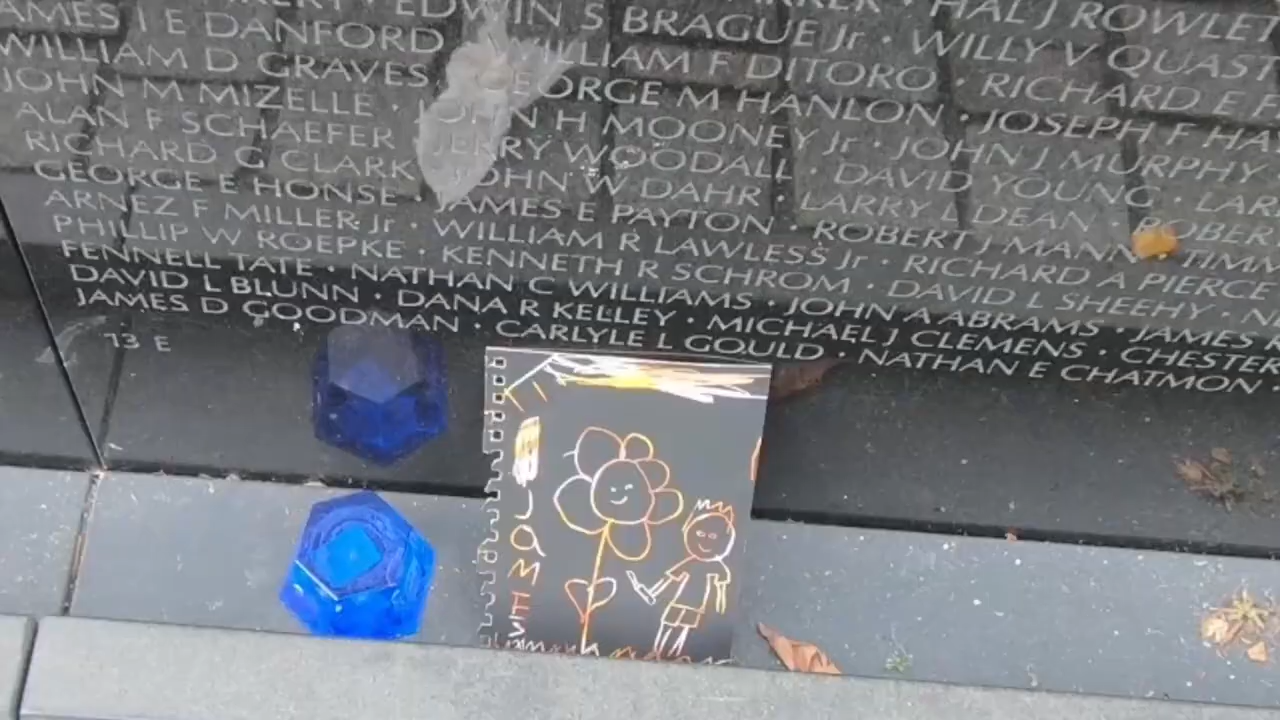 EDWIN S BRAGUE Jr · WILLY V QUAST
JAMES I E DANFORD · WILLIAM F DITORO · RICHARD E
WILLIAM D GRAVES · GEORGE M HANLON · JOSEPH F
JOHN M MIZELLE · JOHN H MOONEY Jr · JOHN J MURPHY
ALAN F SCHAEFER · JERRY WOODALL · DAVID YOUNG
RICHARD G CLARK · JOHN W DAHR · LARRY L DEAN · ROBER
GEORGE E HONSE · JAMES E PAYTON · ROBERT J MANN · TIMM
ARNEZ F MILLER Jr · WILLIAM R LAWLESS Jr · RICHARD A PIERCE
PHILLIP W ROEPKE · KENNETH R SCHROM · DAVID L SHEEHY
FENNELL TATE · NATHAN C WILLIAMS · JOHN A ABRAMS · JAMES R
DAVID L BLUNN · DANA R KELLEY · MICHAEL J CLEMENS · CHESTER
JAMES D GOODMAN · CARLYLE L GOULD · NATHAN E CHATMON ·
13 E